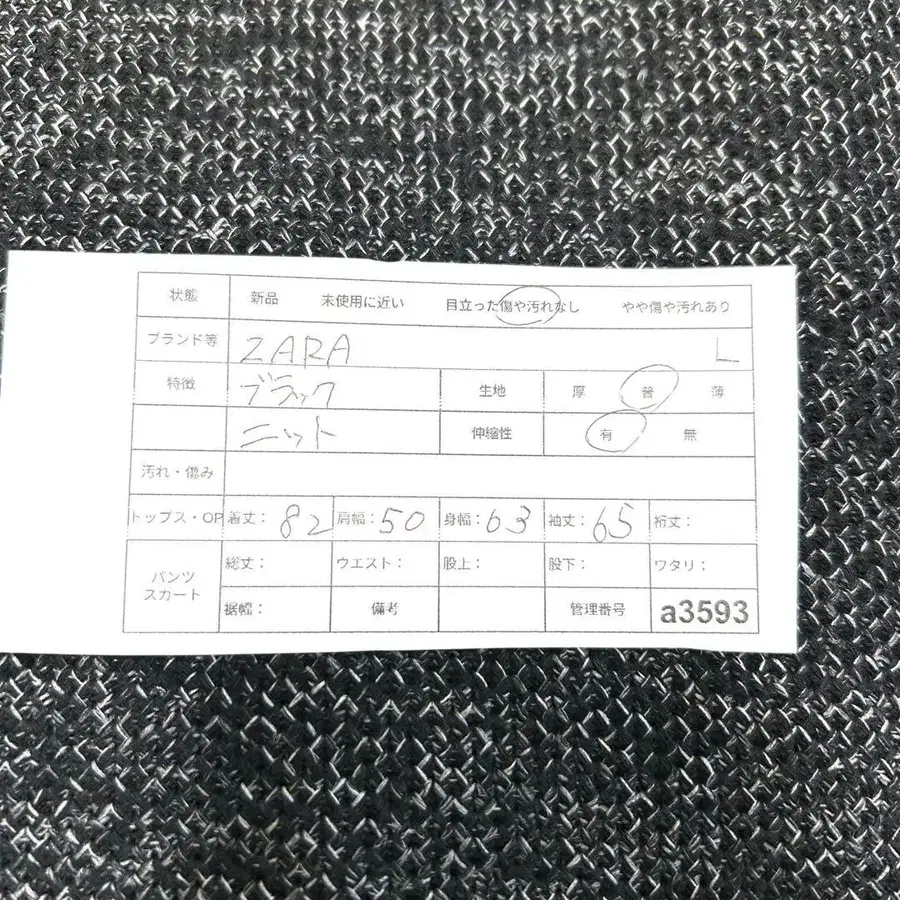 状態 新品 未使用に近い 目立った傷や汚れなし やや傷や汚れあり
ブランド等 ZARA L
特徴 ブラック 生地 厚 普 薄
ニット 伸縮性 有 無
汚れ・傷み
トップス・OP 着丈： 82 肩幅： 50 身幅： 63 袖丈： 65 裄丈：
パンツ スカート 総丈： ウエスト： 股上： 股下： ワタリ：
裾幅： 備考 管理番号 a3593